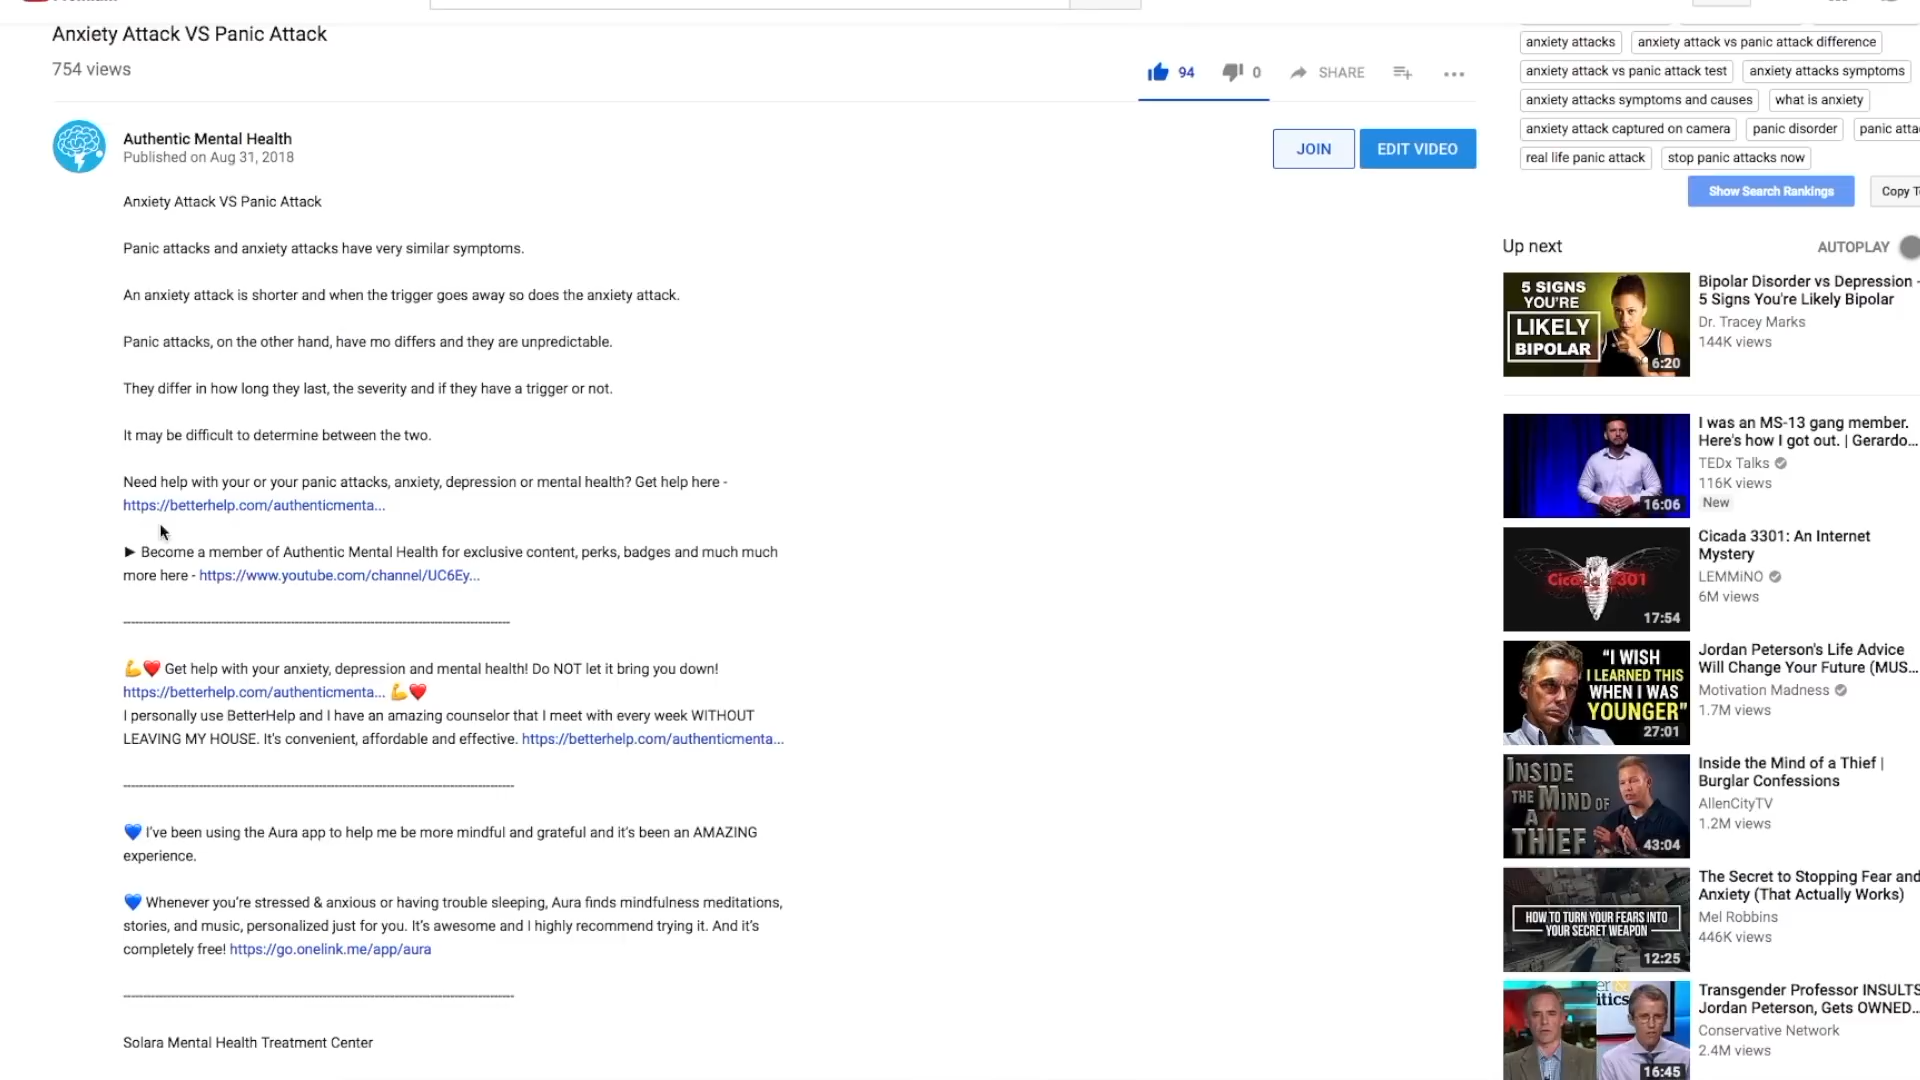 Anxiety Attack VS Panic Attack
754 views
94
0
SHARE
Authentic Mental Health
Published on Aug 31, 2018
JOIN
EDIT VIDEO
Anxiety Attack VS Panic Attack
Panic attacks and anxiety attacks have very similar symptoms.
An anxiety attack is shorter and when the trigger goes away so does the anxiety attack.
Panic attacks, on the other hand, have mo differs and they are unpredictable.
They differ in how long they last, the severity and if they have a trigger or not.
It may be difficult to determine between the two.
Need help with your or your panic attacks, anxiety, depression or mental health? Get help here -
https://betterhelp.com/authenticmenta...
► Become a member of Authentic Mental Health for exclusive content, perks, badges and much much
more here - https://www.youtube.com/channel/UC6Ey...
💪❤️ Get help with your anxiety, depression and mental health! Do NOT let it bring you down!
https://betterhelp.com/authenticmenta... 💪❤️
I personally use BetterHelp and I have an amazing counselor that I meet with every week WITHOUT
LEAVING MY HOUSE. It's convenient, affordable and effective. https://betterhelp.com/authenticmenta...
💙 I've been using the Aura app to help me be more mindful and grateful and it's been an AMAZING
experience.
💙 Whenever you're stressed & anxious or having trouble sleeping, Aura finds mindfulness meditations,
stories, and music, personalized just for you. It's awesome and I highly recommend trying it. And it's
completely free! https://go.onelink.me/app/aura
Solara Mental Health Treatment Center
anxiety attacks
anxiety attack vs panic attack difference
anxiety attack vs panic attack test
anxiety attacks symptoms
anxiety attacks symptoms and causes
what is anxiety
anxiety attack captured on camera
panic disorder
panic atta
real life panic attack
stop panic attacks now
Show Search Rankings
Copy T
Up next
AUTOPLAY
5 SIGNS
YOU'RE
LIKELY
BIPOLAR
6:20
Bipolar Disorder vs Depression -
5 Signs You're Likely Bipolar
Dr. Tracey Marks
144K views
16:06
I was an MS-13 gang member.
Here's how I got out. | Gerardo...
TEDx Talks
116K views
New
Cicada 3301
17:54
Cicada 3301: An Internet
Mystery
LEMMiNO
6M views
"I WISH
I LEARNED THIS
WHEN I WAS
YOUNGER"
27:01
Jordan Peterson's Life Advice
Will Change Your Future (MUS...
Motivation Madness
1.7M views
INSIDE
THE MIND OF
A
THIEF
43:04
Inside the Mind of a Thief |
Burglar Confessions
AllenCityTV
1.2M views
HOW TO TURN YOUR FEARS INTO
YOUR SECRET WEAPON
12:25
The Secret to Stopping Fear and
Anxiety (That Actually Works)
Mel Robbins
446K views
itics
16:45
Transgender Professor INSULTS
Jordan Peterson, Gets OWNED...
Conservative Network
2.4M views